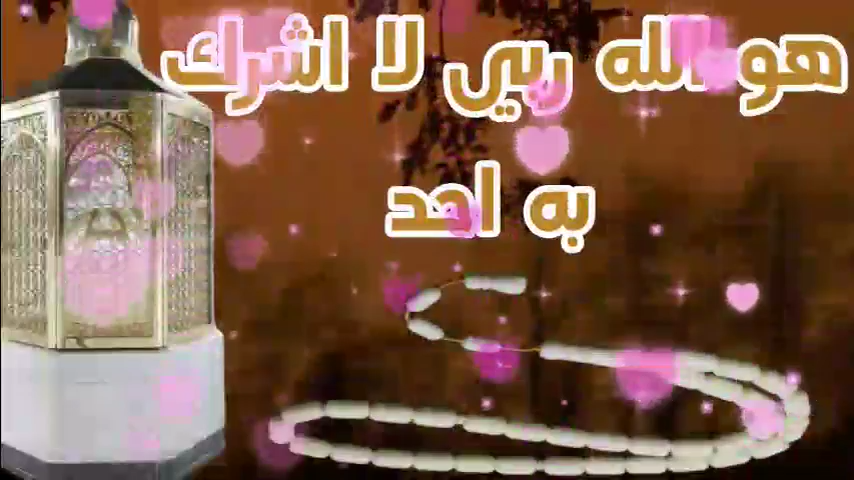 هو الله ربي لا اشرك
به احد